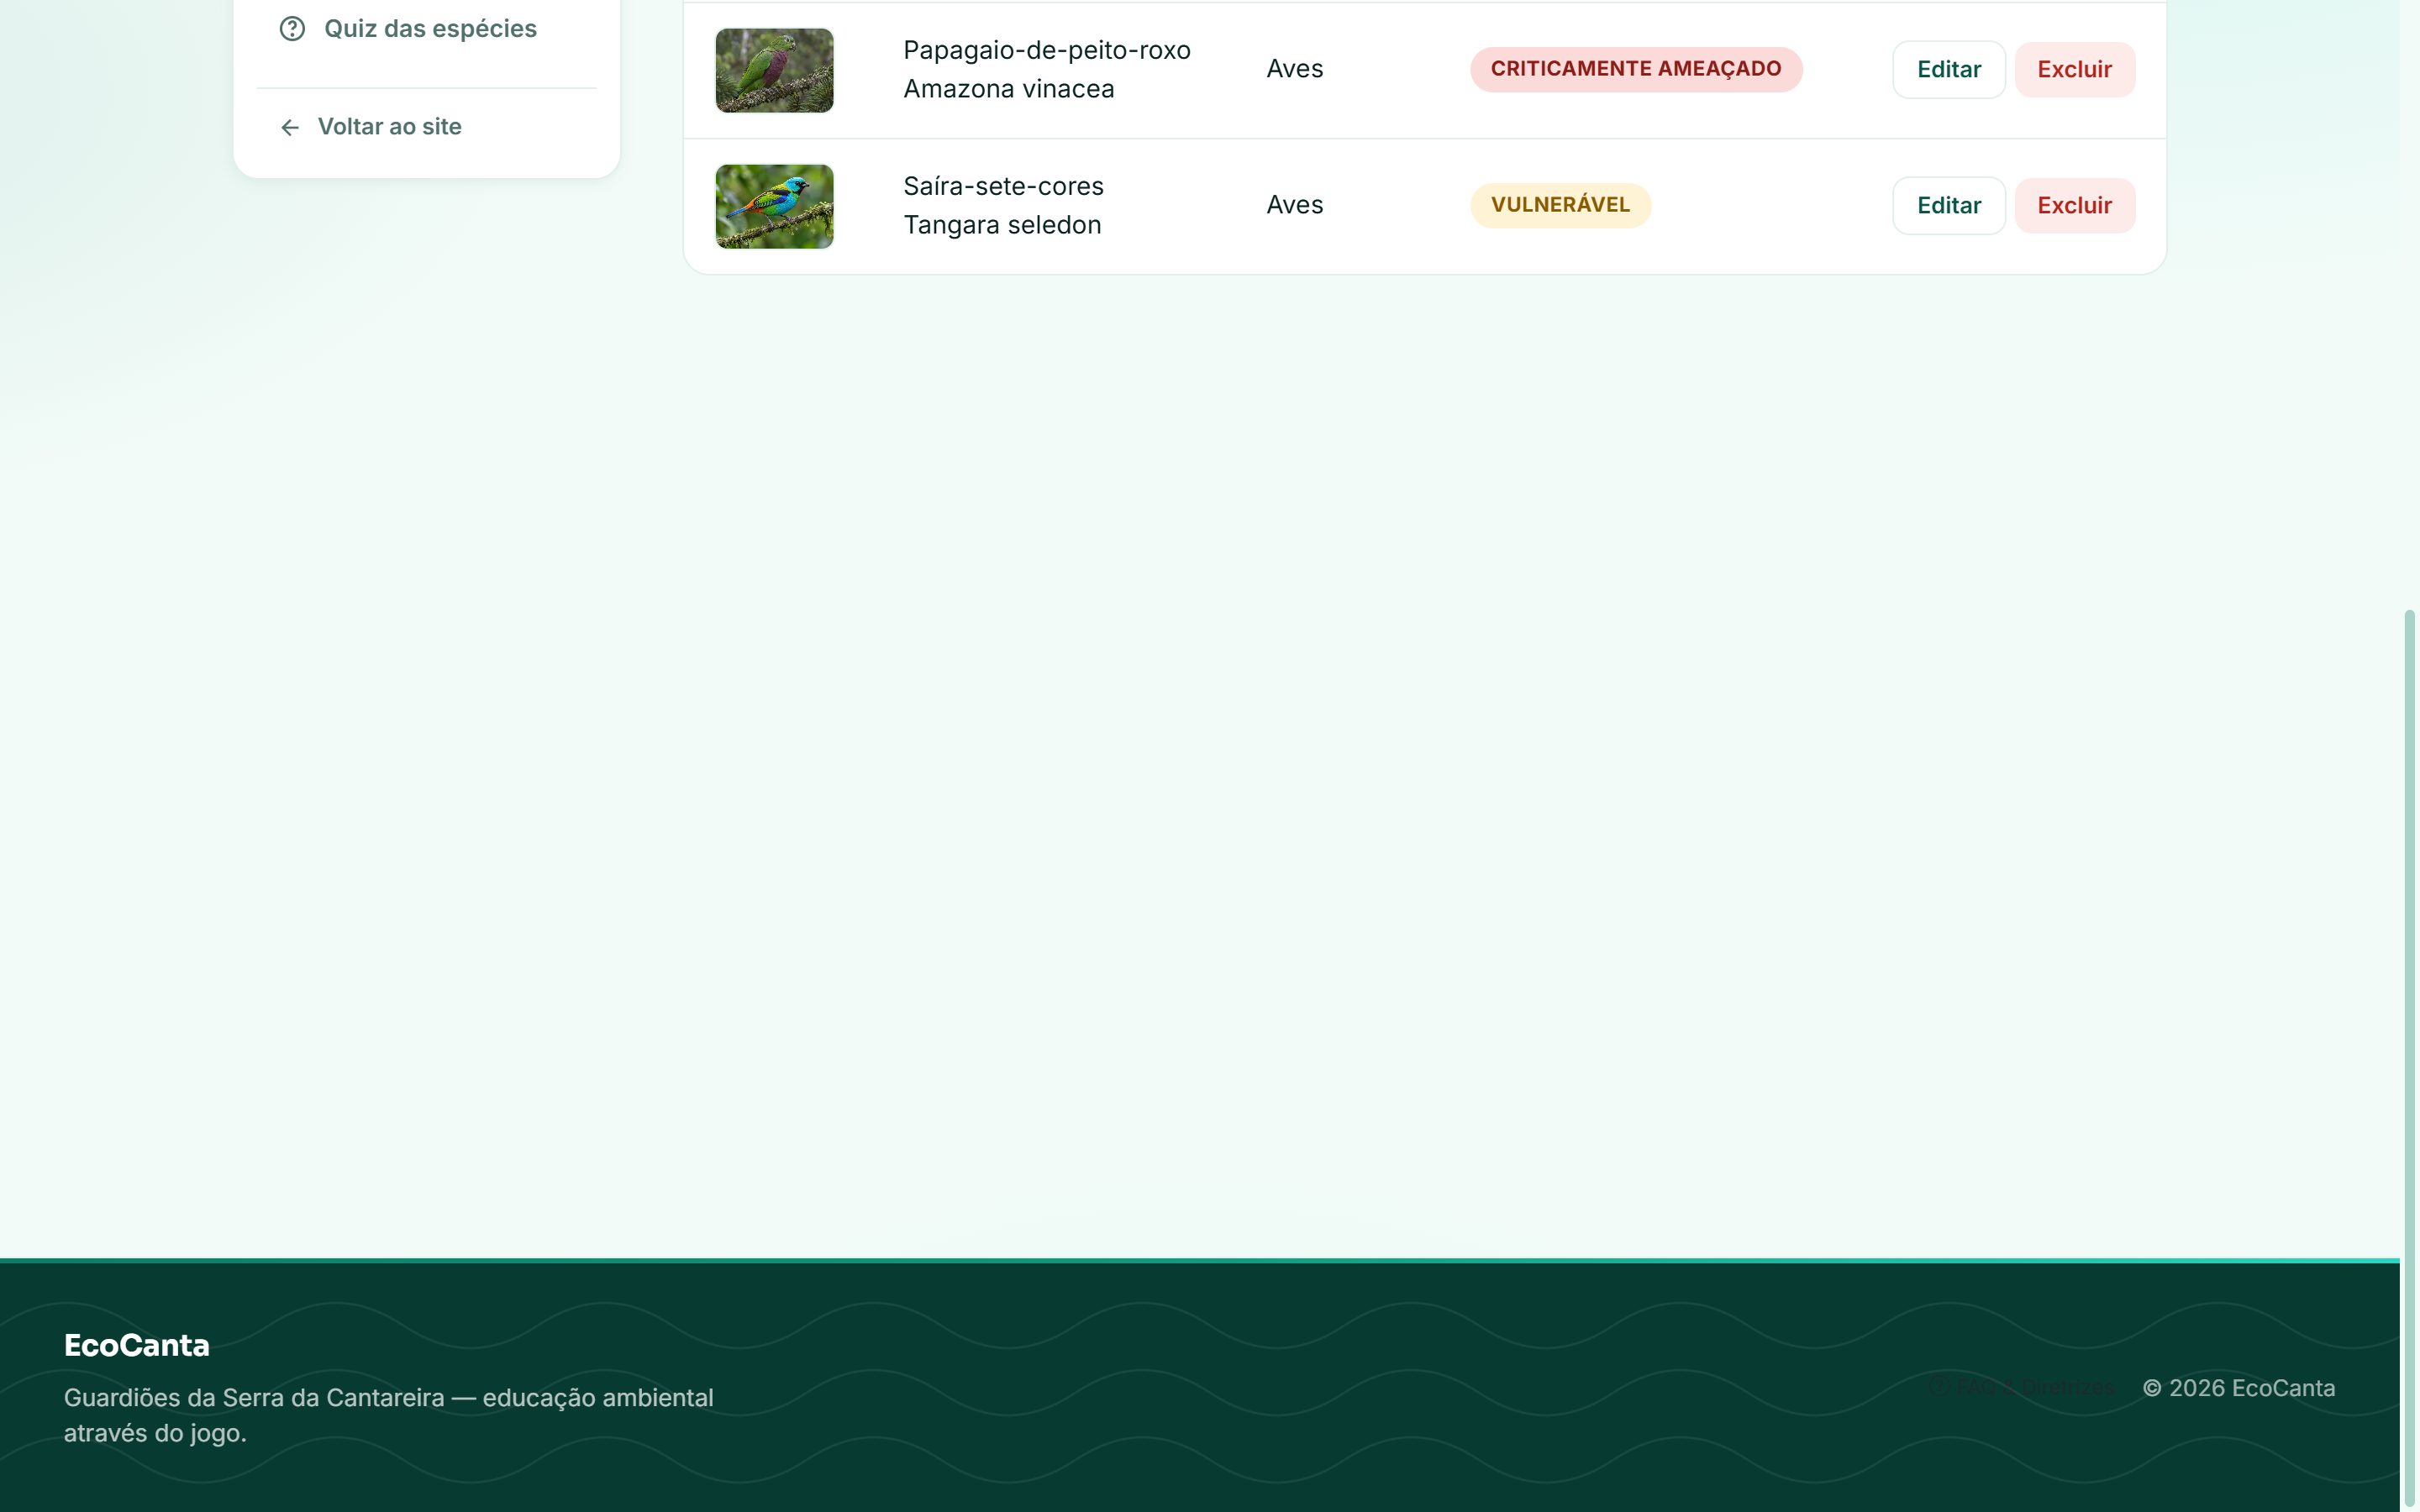 Quiz das espécies
Voltar ao site
Papagaio-de-peito-roxo
Amazona vinacea
Aves
CRITICAMENTE AMEAÇADO
Editar
Excluir
Saíra-sete-cores
Tangara seledon
Aves
VULNERÁVEL
Editar
Excluir
EcoCanta
Guardiões da Serra da Cantareira — educação ambiental
através do jogo.
FAQ & Diretrizes
© 2026 EcoCanta